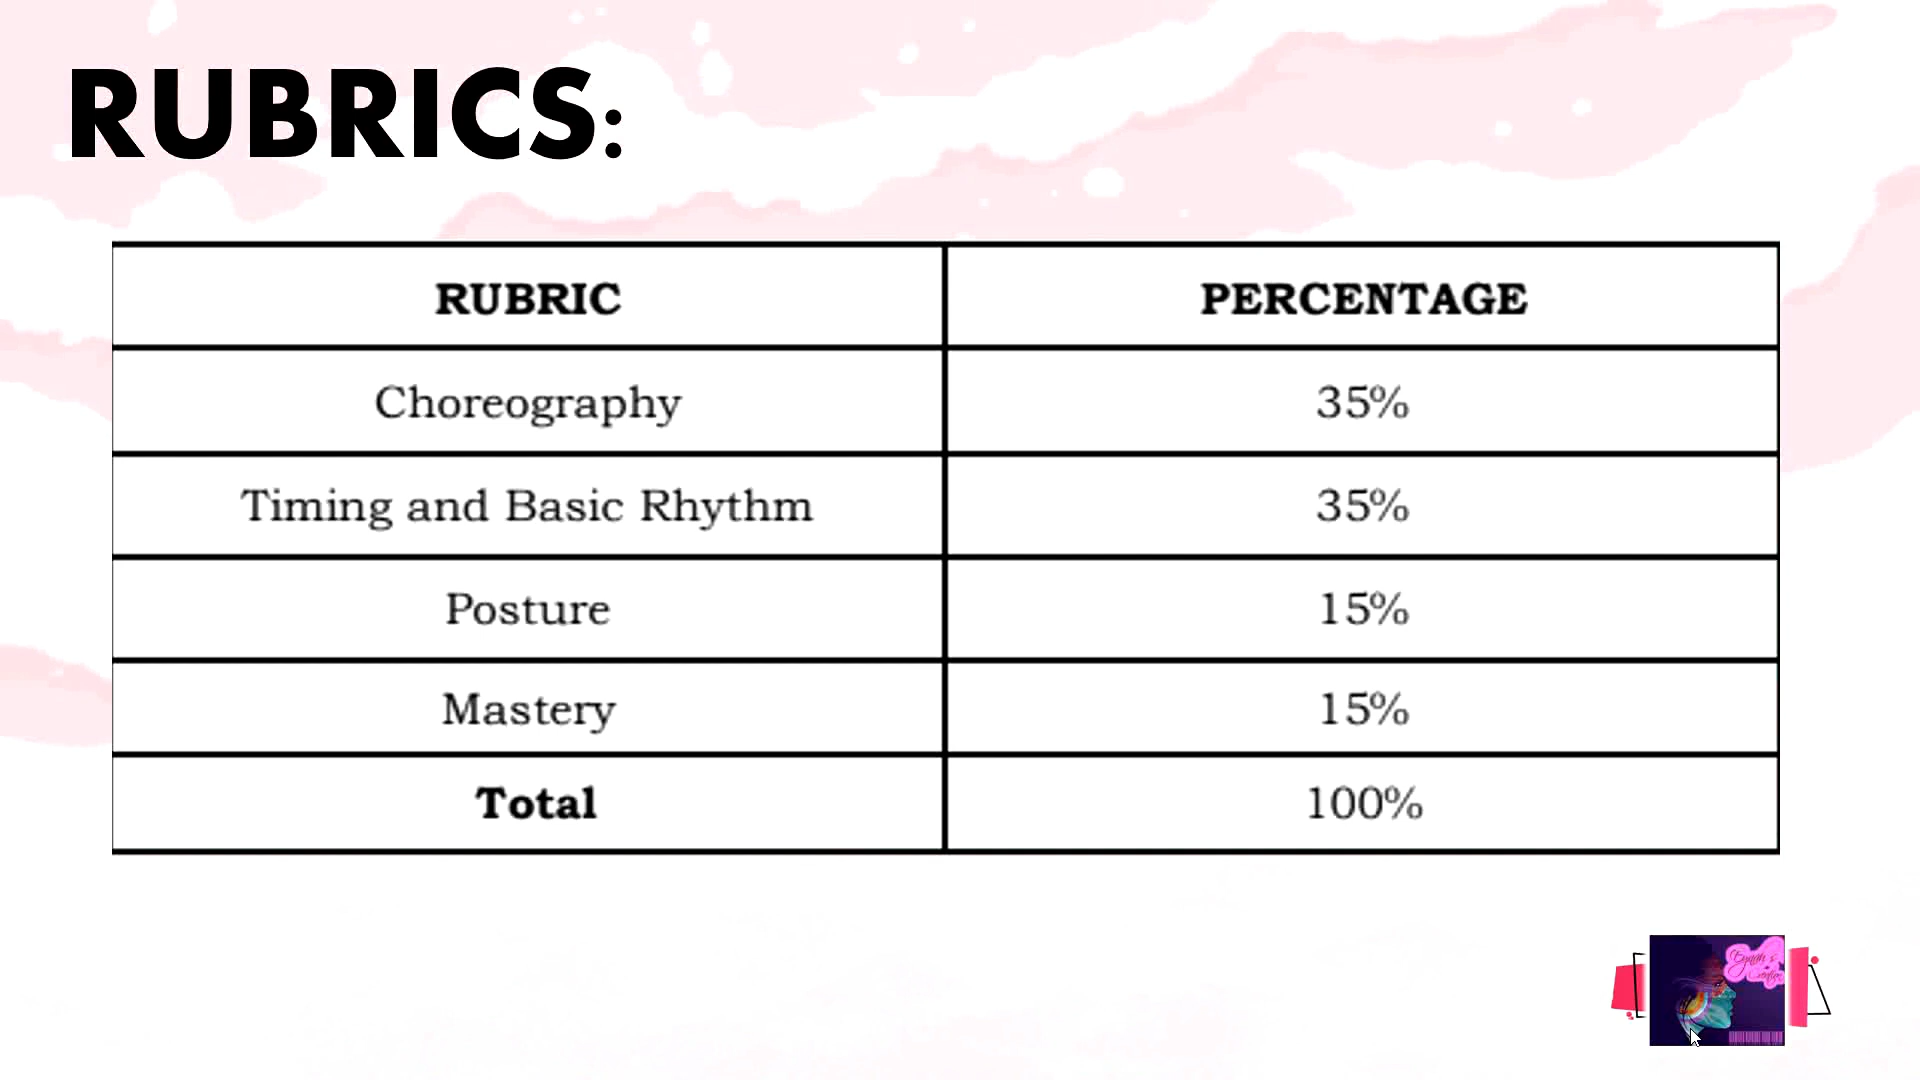 RUBRICS:
RUBRIC PERCENTAGE
Choreography 35%
Timing and Basic Rhythm 35%
Posture 15%
Mastery 15%
Total 100%